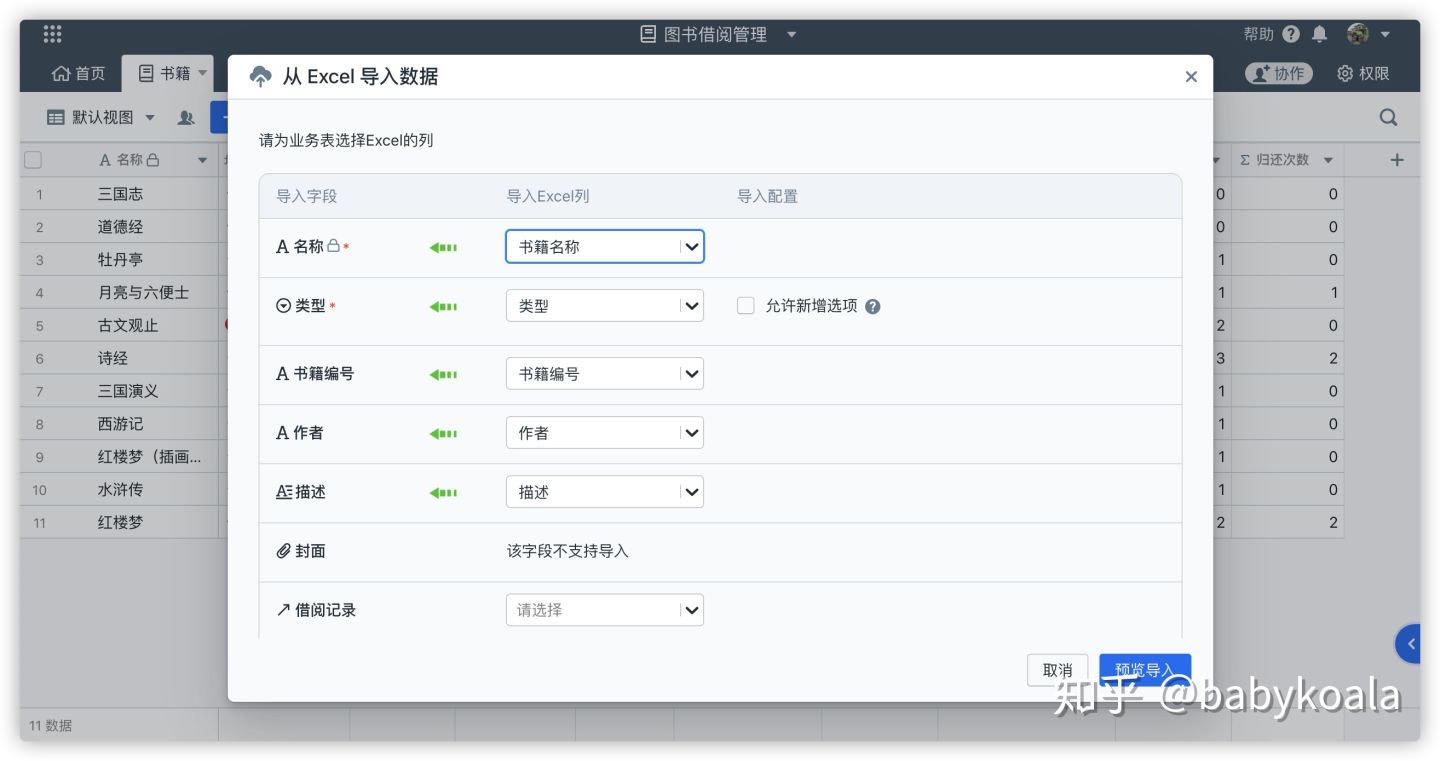 图书借阅管理
帮助
首页
书籍
协作
权限
默认视图
从 Excel 导入数据
请为业务表选择Excel的列
导入字段 导入Excel列 导入配置
A 名称 * 书籍名称
类型 * 类型 允许新增选项
A 书籍编号 书籍编号
A 作者 作者
描述 描述
封面 该字段不支持导入
借阅记录 请选择
取消 预览导入
A 名称 Σ 归还次数
1 三国志 0 0
2 道德经 0 0
3 牡丹亭 1 0
4 月亮与六便士 1 1
5 古文观止 2 0
6 诗经 3 2
7 三国演义 1 0
8 西游记 1 0
9 红楼梦（插画... 1 0
10 水浒传 1 0
11 红楼梦 2 2
11 数据
知乎 @babykoala